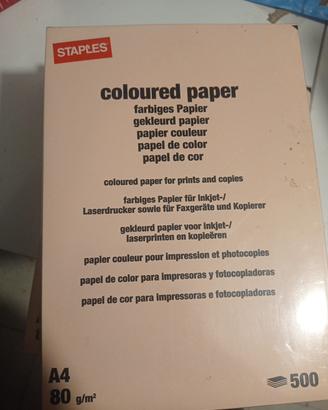 STAPLES
coloured paper
farbiges Papier
gekleurd papier
papier couleur
papel de color
papel de cor
coloured paper for prints and copies
farbiges Papier für Inkjet-/
Laserdrucker sowie für Faxgeräte und Kopierer
gekleurd papier voor inkjet-/
laserprinten en kopiëren
papier couleur pour impression et photocopies
papel de color para impresoras y fotocopiadoras
papel de cor para impressoras e fotocopiadoras
A4
80 g/m²
500